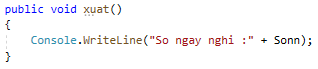 public void xuat()
{
    Console.WriteLine("So ngay nghi :" + Sonn);
}